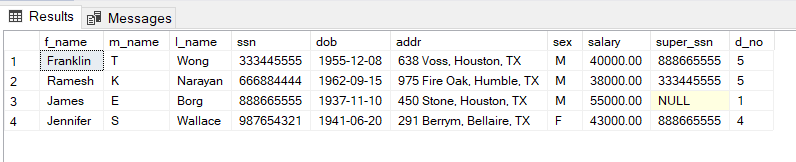 Results Messages
f_name m_name l_name ssn dob addr sex salary super_ssn d_no
1 Franklin T Wong 333445555 1955-12-08 638 Voss, Houston, TX M 40000.00 888665555 5
2 Ramesh K Narayan 666884444 1962-09-15 975 Fire Oak, Humble, TX M 38000.00 333445555 5
3 James E Borg 888665555 1937-11-10 450 Stone, Houston, TX M 55000.00 NULL 1
4 Jennifer S Wallace 987654321 1941-06-20 291 Berrym, Bellaire, TX F 43000.00 888665555 4